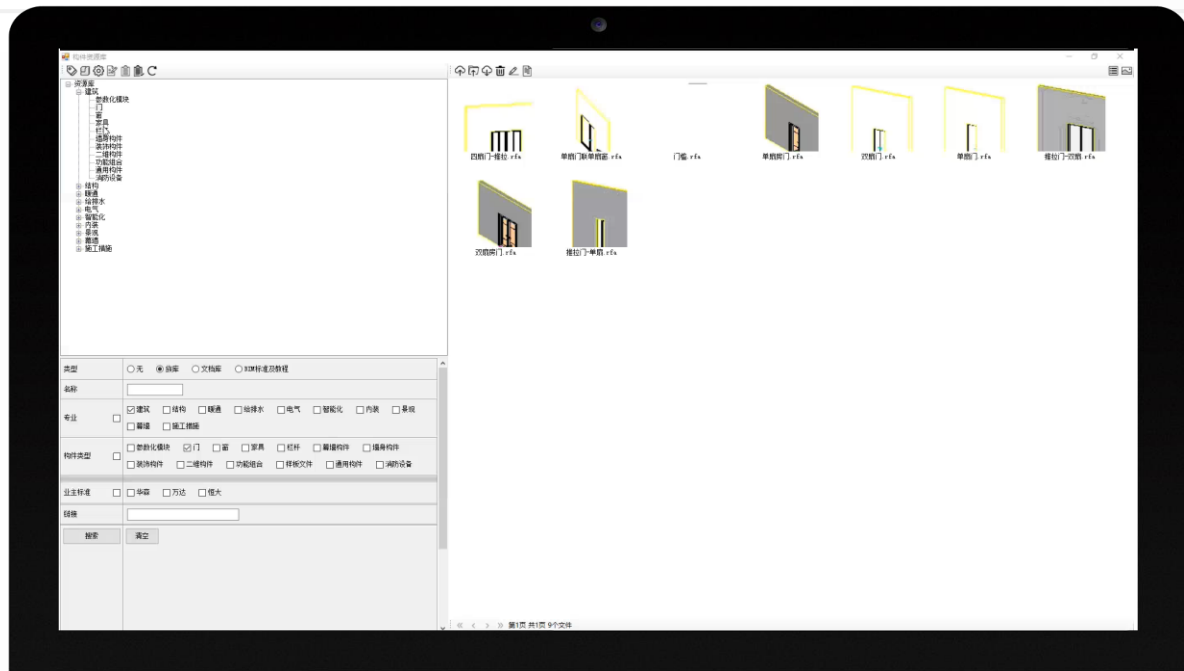 构件资源库
资源库
建筑
参数化模块
门
窗
家具
栏杆
墙身构件
装饰构件
二维构件
功能组合
通用构件
消防设备
结构
暖通
给排水
电气
智能化
内装
景观
幕墙
施工措施
四扇门-推拉.rfa
单扇门联单扇窗.rfa
门槛.rfa
单扇房门.rfa
双扇门.rfa
单扇门.rfa
推拉门-双扇.rfa
双扇房门.rfa
推拉门-单扇.rfa
类型 无 族库 文档库 BIM标准及教程
名称
专业 建筑 结构 暖通 给排水 电气 智能化 内装 景观
幕墙 施工措施
构件类型 参数化模块 门 窗 家具 栏杆 幕墙构件 墙身构件
装饰构件 二维构件 功能组合 样板文件 通用构件 消防设备
业主标准 华森 万达 恒大
链接
搜索 清空
第1页 共1页 9个文件